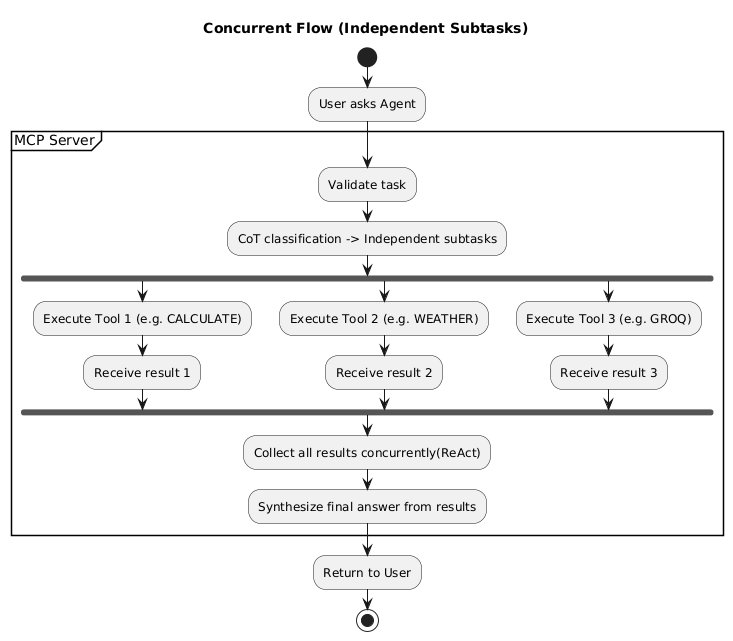 Concurrent Flow (Independent Subtasks)
User asks Agent
MCP Server
Validate task
CoT classification -> Independent subtasks
Execute Tool 1 (e.g. CALCULATE)
Execute Tool 2 (e.g. WEATHER)
Execute Tool 3 (e.g. GROQ)
Receive result 1
Receive result 2
Receive result 3
Collect all results concurrently(ReAct)
Synthesize final answer from results
Return to User